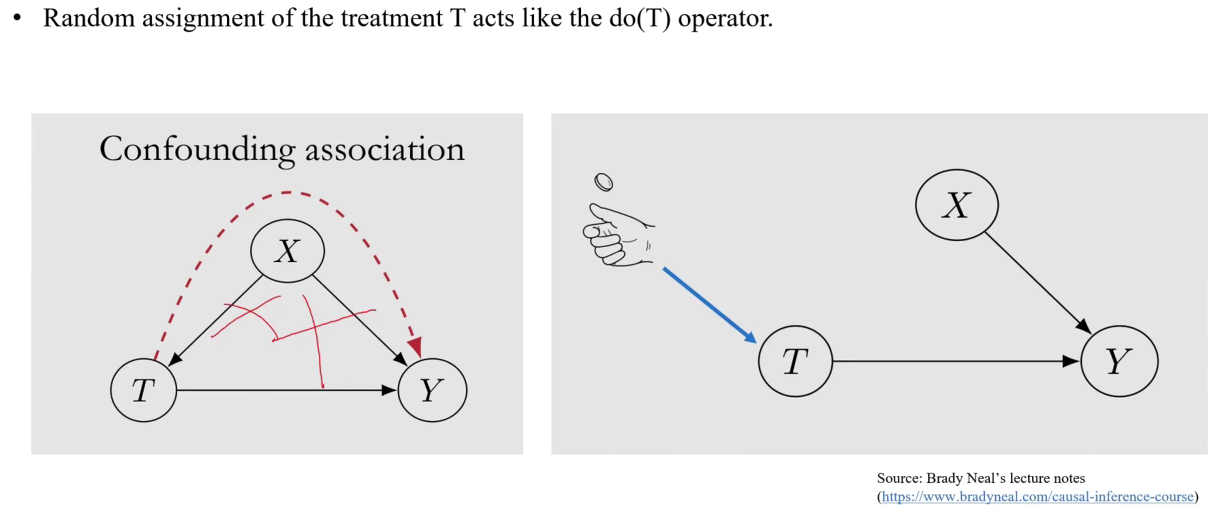 • Random assignment of the treatment T acts like the do(T) operator.
Confounding association
X
T
Y
X
T
Y
Source: Brady Neal’s lecture notes
(https://www.bradyneal.com/causal-inference-course)